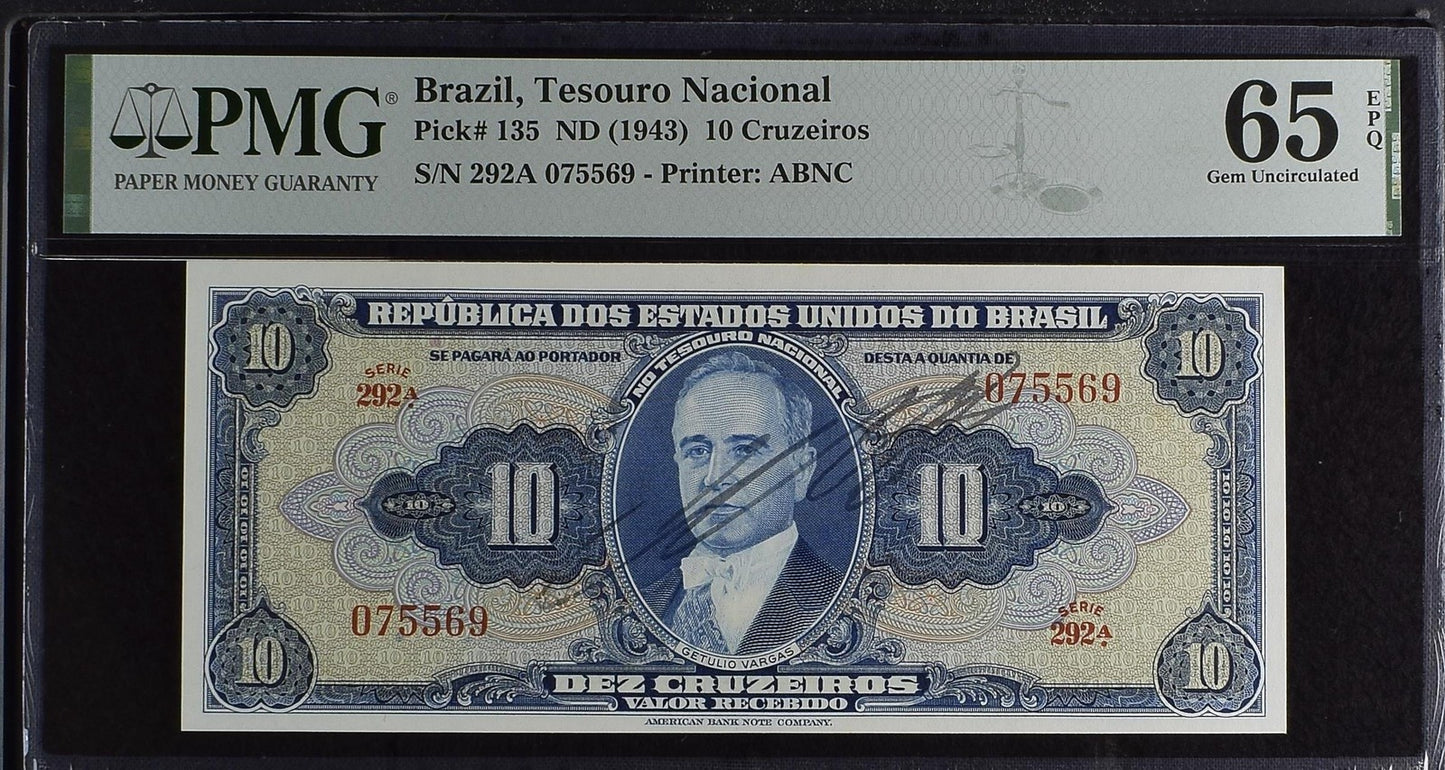 PMG®
PAPER MONEY GUARANTY
Brazil, Tesouro Nacional
Pick# 135 ND (1943) 10 Cruzeiros
S/N 292A 075569 - Printer: ABNC
65 EPQ
Gem Uncirculated
REPÚBLICA DOS ESTADOS UNIDOS DO BRASIL
10
10
SE PAGARÁ AO PORTADOR
NO TESOURO NACIONAL
DESTA A QUANTIA DE
SERIE
292A
075569
10
10
10
10
075569
SERIE
292A
GETULIO VARGAS
10
10
DEZ CRUZEIROS
VALOR RECEBIDO
AMERICAN BANK NOTE COMPANY.